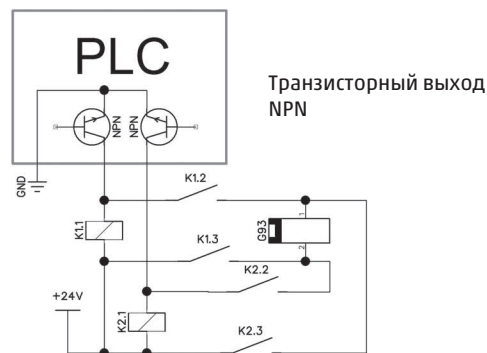 PLC
Транзисторный выход
NPN
NPN
NPN
GND
K1.2
K1.1
G93
1
2
K1.3
K2.2
+24V
K2.1
K2.3